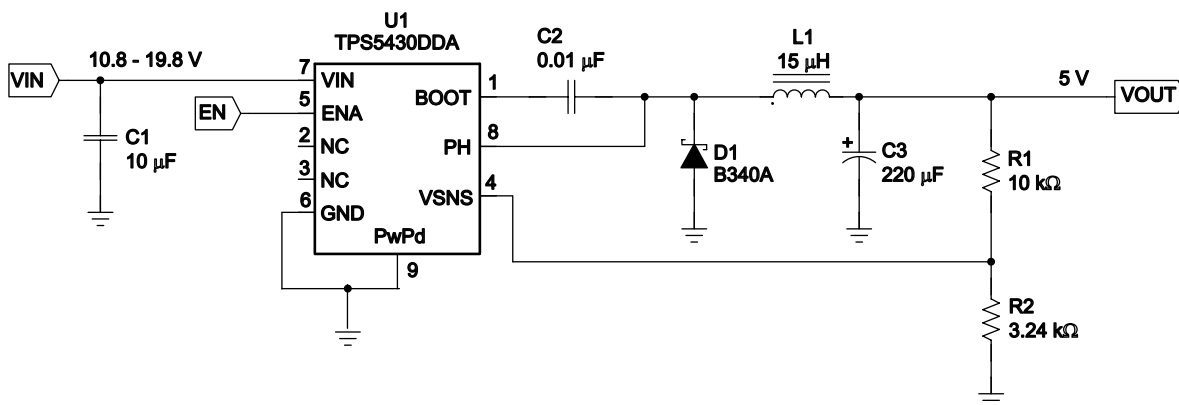 U1
TPS5430DDA
VIN
10.8 - 19.8 V
EN
C1
10 μF
7
5
2
3
6
VIN
ENA
NC
NC
GND
BOOT
PH
VSNS
PwPd
1
8
4
9
C2
0.01 μF
L1
15 μH
D1
B340A
+
C3
220 μF
5 V
VOUT
R1
10 kΩ
R2
3.24 kΩ